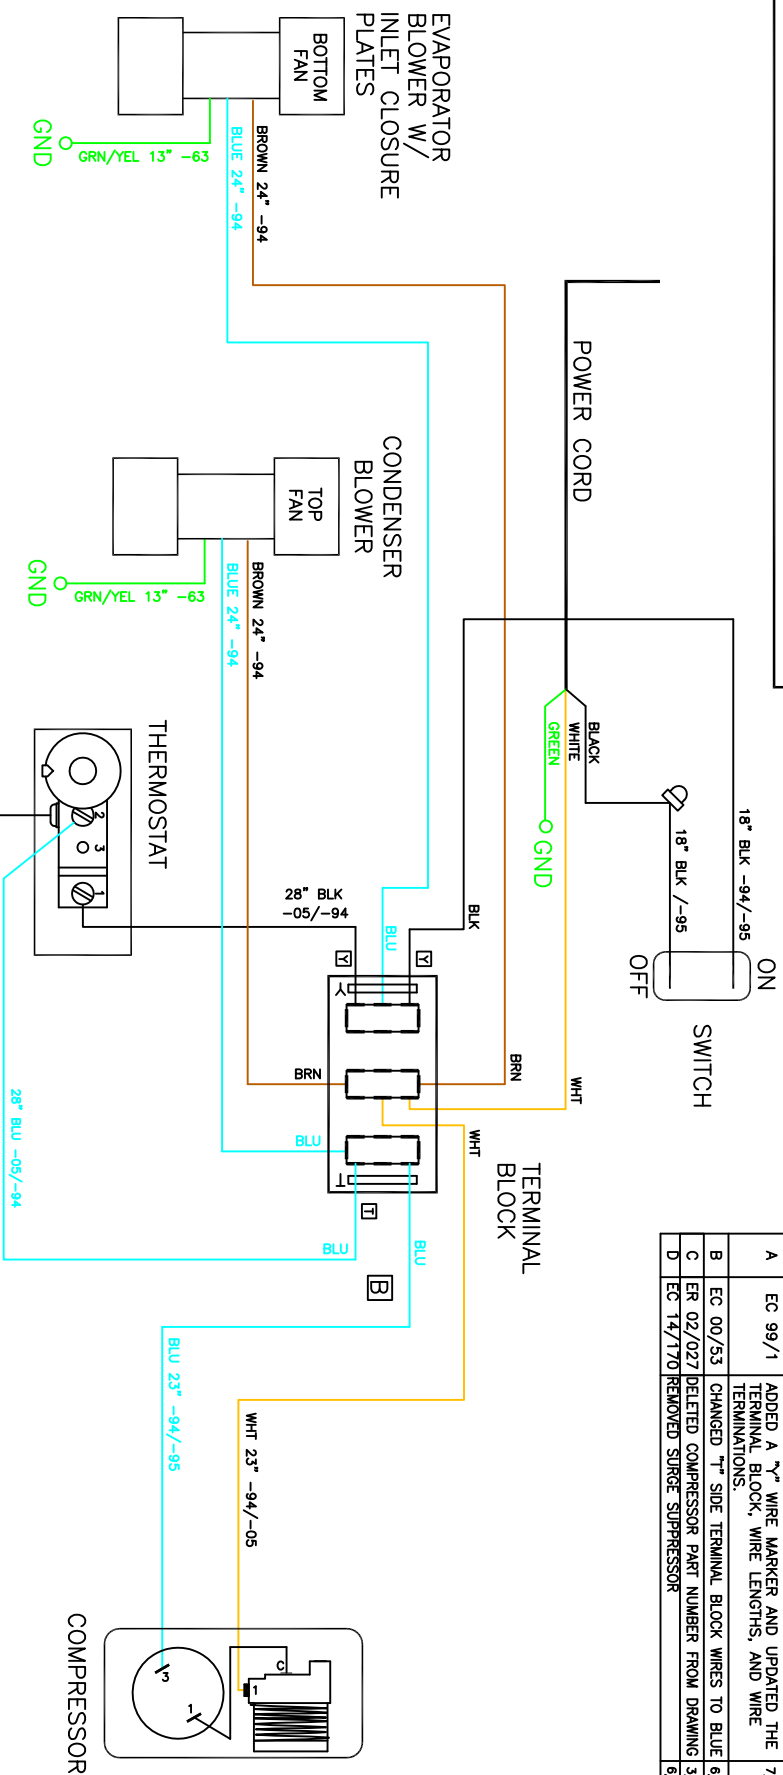 EVAPORATOR
BLOWER W/
INLET CLOSURE
PLATES
BOTTOM
FAN
BROWN 24" -94
BLUE 24" -94
GRN/YEL 13" -63
GND
POWER CORD
CONDENSER
BLOWER
TOP
FAN
BROWN 24" -94
BLUE 24" -94
GRN/YEL 13" -63
GND
BLACK
WHITE
GREEN
GND
18" BLK -94/-95
18" BLK /-95
ON
OFF
SWITCH
THERMOSTAT
2
3
1
28" BLK
-05/-94
BLK
BLU
Y
Y
Y
BRN
BRN
WHT
WHT
BLU
T
T
TERMINAL
BLOCK
BLU
BLU
B
28" BLU -05/-94
BLU 23" -94/-95
WHT 23" -94/-05
COMPRESSOR
C
1
3
1
A EC 99/1 ADDED A "Y" WIRE MARKER AND UPDATED THE 7
TERMINAL BLOCK, WIRE LENGTHS, AND WIRE
TERMINATIONS.
B EC 00/53 CHANGED "T" SIDE TERMINAL BLOCK WIRES TO BLUE 6
C ER 02/027 DELETED COMPRESSOR PART NUMBER FROM DRAWING 3
D EC 14/170 REMOVED SURGE SUPPRESSOR 6